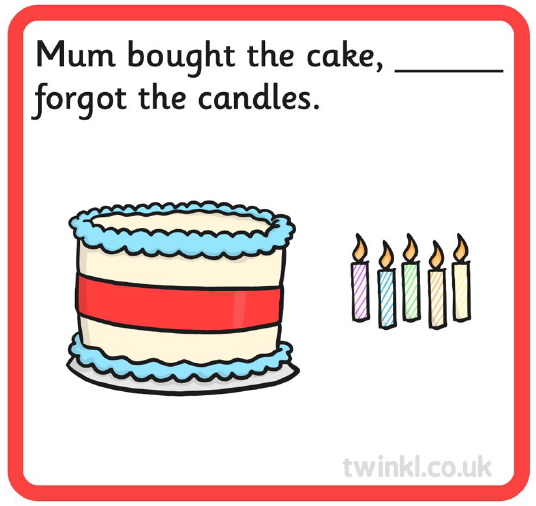 Mum bought the cake, ______
forgot the candles.
twinkl.co.uk